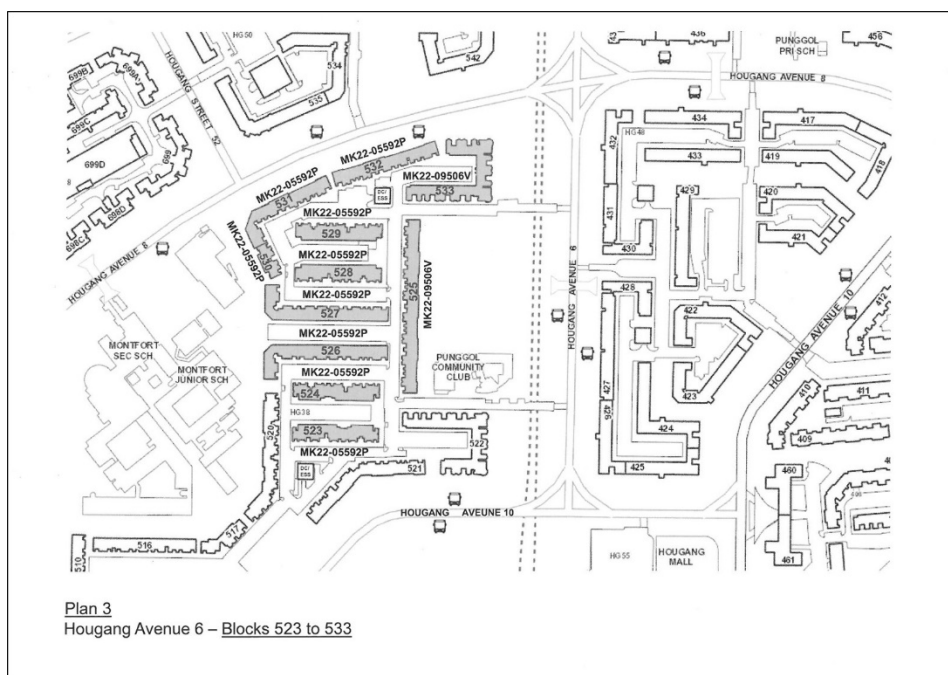 HG50
542
436
PUNGGOL
PRI SCH
456
699B
699A
HOUGANG STREET 52
534
535
HOUGANG AVENUE 8
699C
699D
699
698D
698C
MK22-05592P
532
MK22-05592P
531
MK22-09506V
533
DC/
ESS
432
HG48
434
417
433
419
418
MK22-05592P
530
MK22-05592P
529
MK22-05592P
528
MK22-05592P
527
MK22-05592P
526
MK22-05592P
524
HG38
523
MK22-05592P
DC/
ESS
525
MK22-09506V
HOUGANG AVENUE 6
431
429
420
421
430
HOUGANG AVENUE 8
428
422
HOUGANG AVENUE 10
412
MONTFORT
SEC SCH
MONTFORT
JUNIOR SCH
PUNGGOL
COMMUNITY
CLUB
427
426
423
410
411
409
520
522
424
521
425
460
HOUGANG AVEUNE 10
517
516
510
HG55
HOUGANG
MALL
461
Plan 3
Hougang Avenue 6 – Blocks 523 to 533